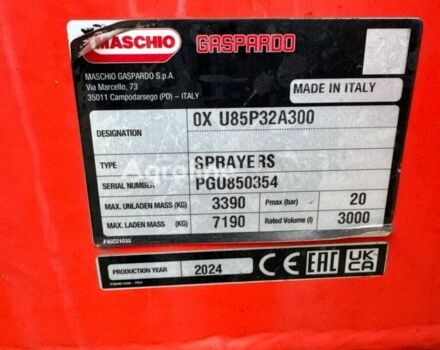 MASCHIO GASPARDO
MASCHIO GASPARDO S.p.A.
Via Marcello, 73
35011 Campodarsego (PD) – ITALY
MADE IN ITALY
DESIGNATION 0X U85P32A300
TYPE SPRAYERS
SERIAL NUMBER PGU850354
MAX. UNLADEN MASS (KG) 3390 Pmax (bar) 20
MAX. LADEN MASS (KG) 7190 Rated Volume (l) 3000
PRODUCTION YEAR 2024 CE EAC UK CA